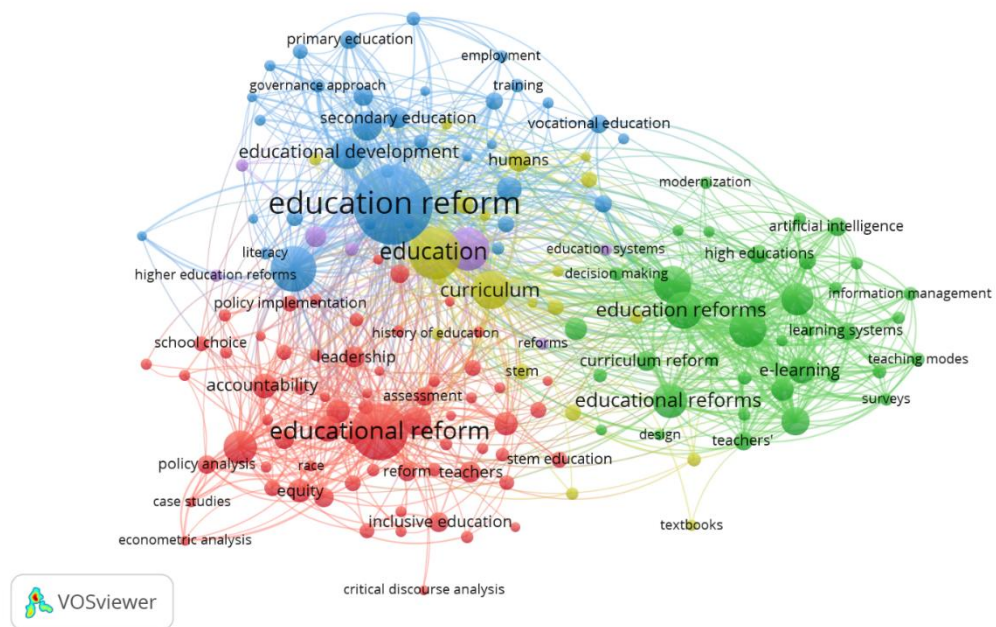 primary education
employment
governance approach
training
secondary education
vocational education
educational development
humans
modernization
education reform
artificial intelligence
education
education systems
high educations
literacy
higher education reforms
decision making
curriculum
information management
policy implementation
education reforms
history of education
learning systems
school choice
reforms
leadership
curriculum reform
teaching modes
stem
e-learning
accountability
assessment
educational reforms
surveys
educational reform
design
teachers'
policy analysis
race
reform
teachers
stem education
equity
case studies
inclusive education
textbooks
econometric analysis
critical discourse analysis
VOSviewer